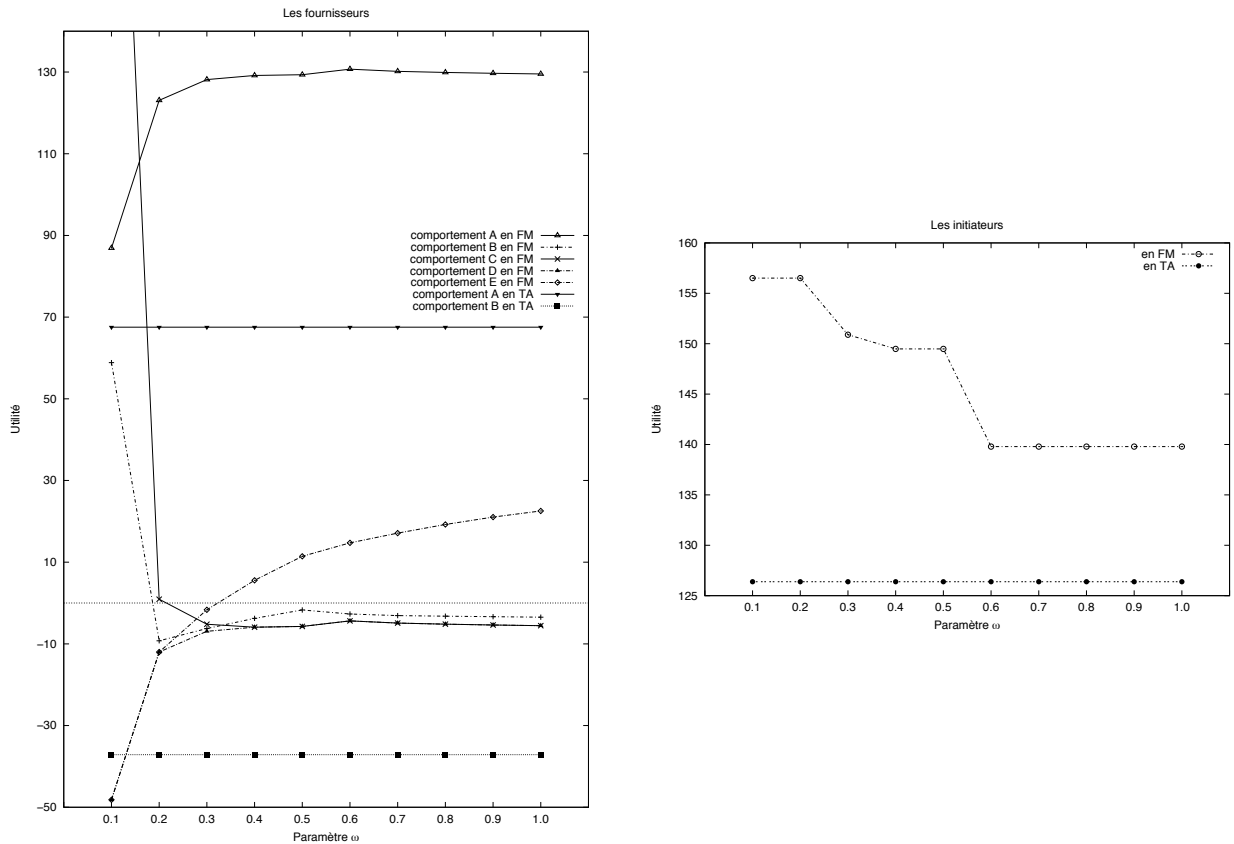 Les fournisseurs
130
110
90
70
50
30
10
−10
−30
−50
Utilité
comportement A en FM
comportement B en FM
comportement C en FM
comportement D en FM
comportement E en FM
comportement A en TA
comportement B en TA
0.1 0.2 0.3 0.4 0.5 0.6 0.7 0.8 0.9 1.0
Paramètre ω
Les initiateurs
160
155
150
145
140
135
130
125
Utilité
en FM
en TA
0.1 0.2 0.3 0.4 0.5 0.6 0.7 0.8 0.9 1.0
Paramètre ω